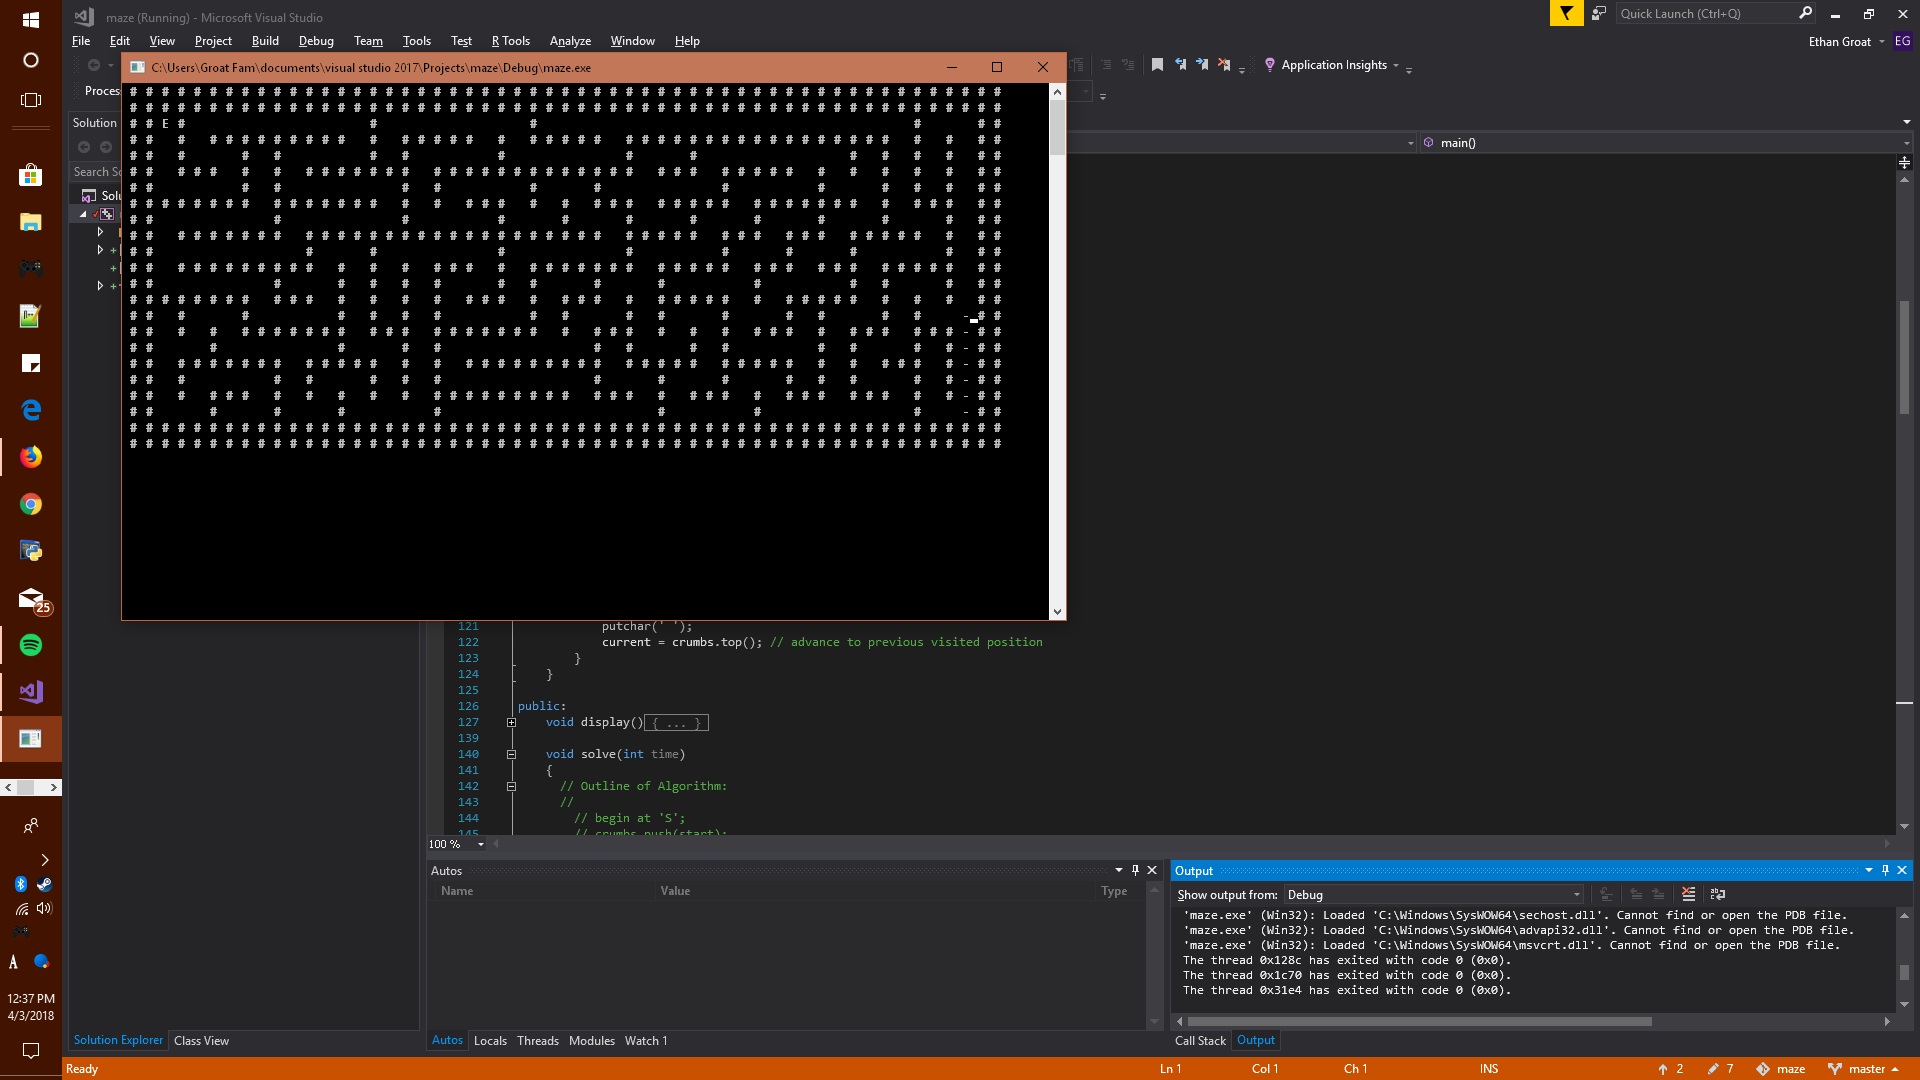 maze (Running) - Microsoft Visual Studio
Quick Launch (Ctrl+Q)
File Edit View Project Build Debug Team Tools Test R Tools Analyze Window Help
Ethan Groat EG
C:\Users\Groat Fam\documents\visual studio 2017\Projects\maze\Debug\maze.exe
Application Insights
Proces
Solution
main()
Search So
Solu
E
121 putchar(' ');
122 current = crumbs.top(); // advance to previous visited position
123 }
124 }
125
126 public:
127 void display(){ ... }
139
140 void solve(int time)
141 {
142 // Outline of Algorithm:
143 //
144 // begin at 'S';
145 // crumbs.push(start);
100 %
Autos
Name Value Type
Output
Show output from: Debug
'maze.exe' (Win32): Loaded 'C:\Windows\SysWOW64\sechost.dll'. Cannot find or open the PDB file.
'maze.exe' (Win32): Loaded 'C:\Windows\SysWOW64\advapi32.dll'. Cannot find or open the PDB file.
'maze.exe' (Win32): Loaded 'C:\Windows\SysWOW64\msvcrt.dll'. Cannot find or open the PDB file.
The thread 0x128c has exited with code 0 (0x0).
The thread 0x1c70 has exited with code 0 (0x0).
The thread 0x31e4 has exited with code 0 (0x0).
25
12:37 PM
4/3/2018
Solution Explorer Class View
Autos Locals Threads Modules Watch 1
Call Stack Output
Ready
Ln 1 Col 1 Ch 1 INS 2 7 maze master